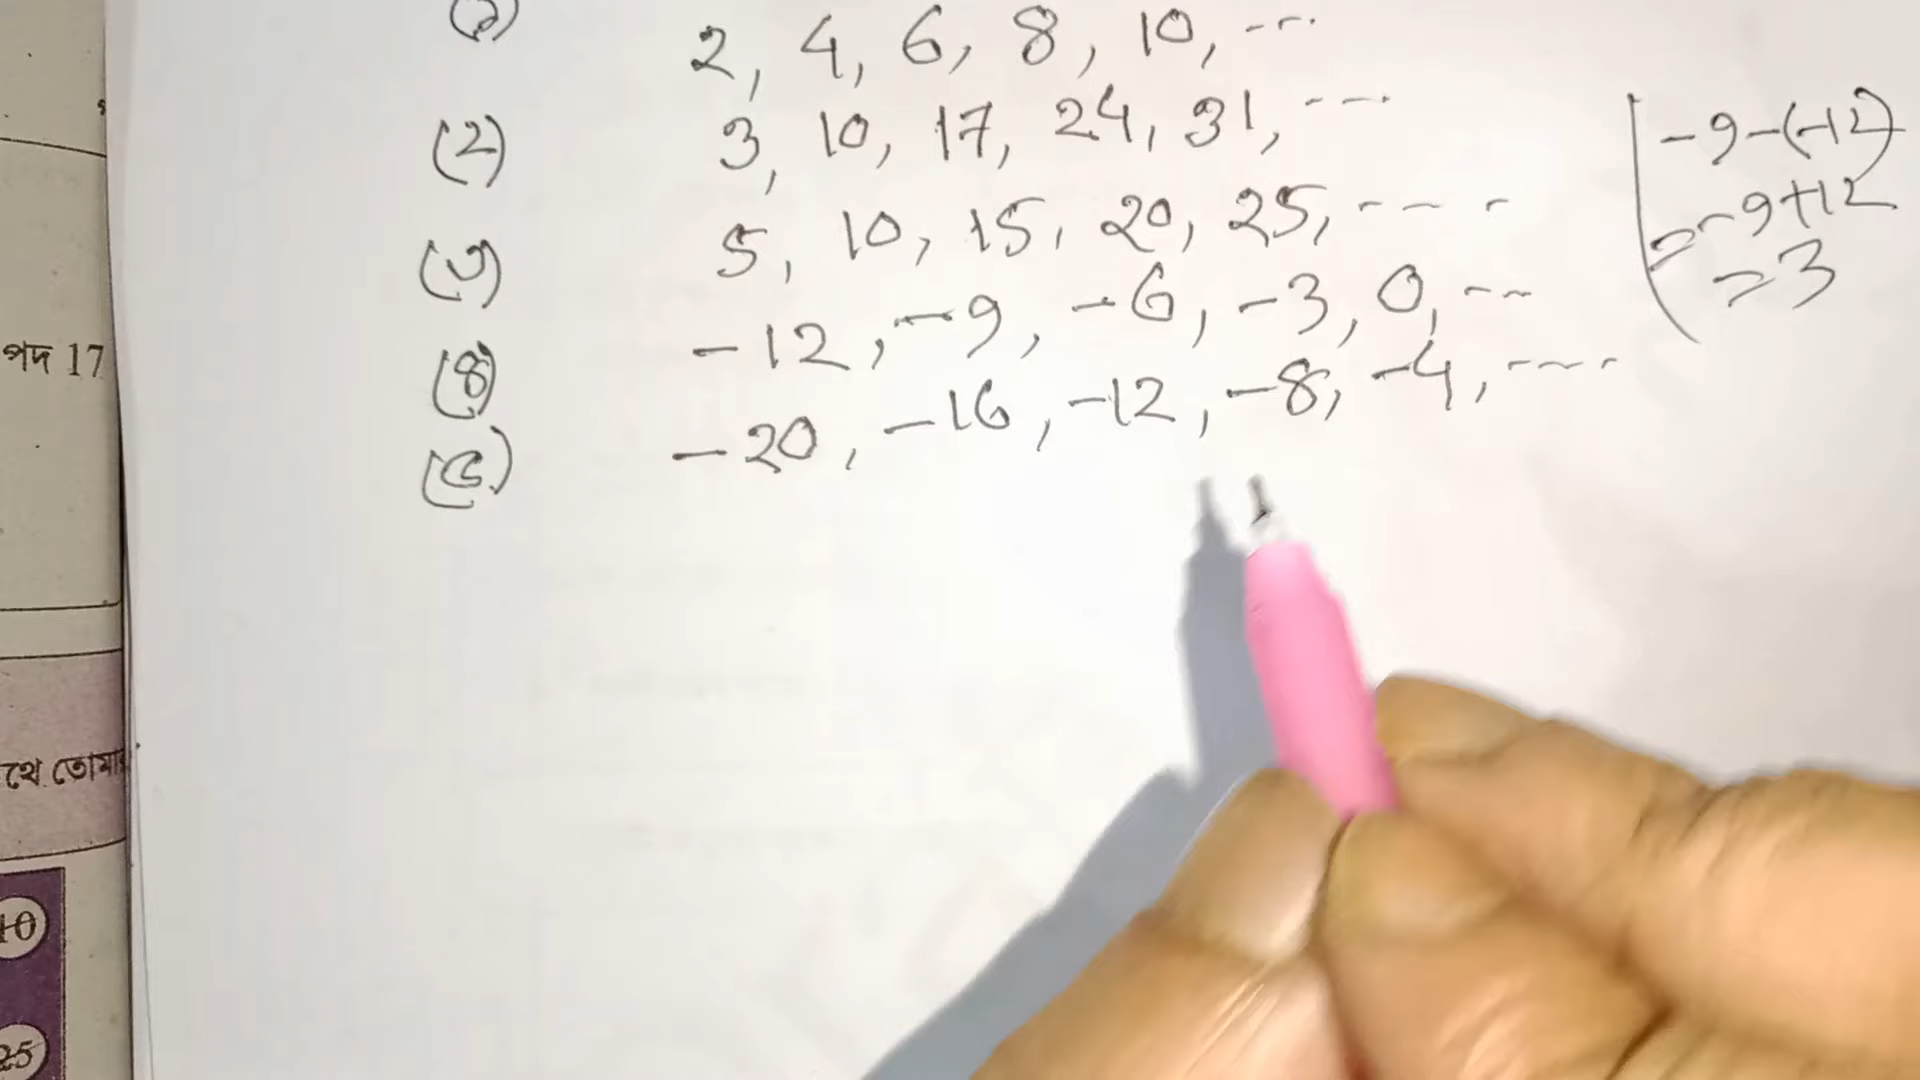 (১) 2, 4, 6, 8, 10, ---
(২) 3, 10, 17, 24, 31, ---
(৩) 5, 10, 15, 20, 25, ----
(৪) -12, -9, -6, -3, 0, ---
(৫) -20, -16, -12, -8, -4, ----
-9-(-12)
=-9+12
=3
পদ 17
থে তোমার
10
25